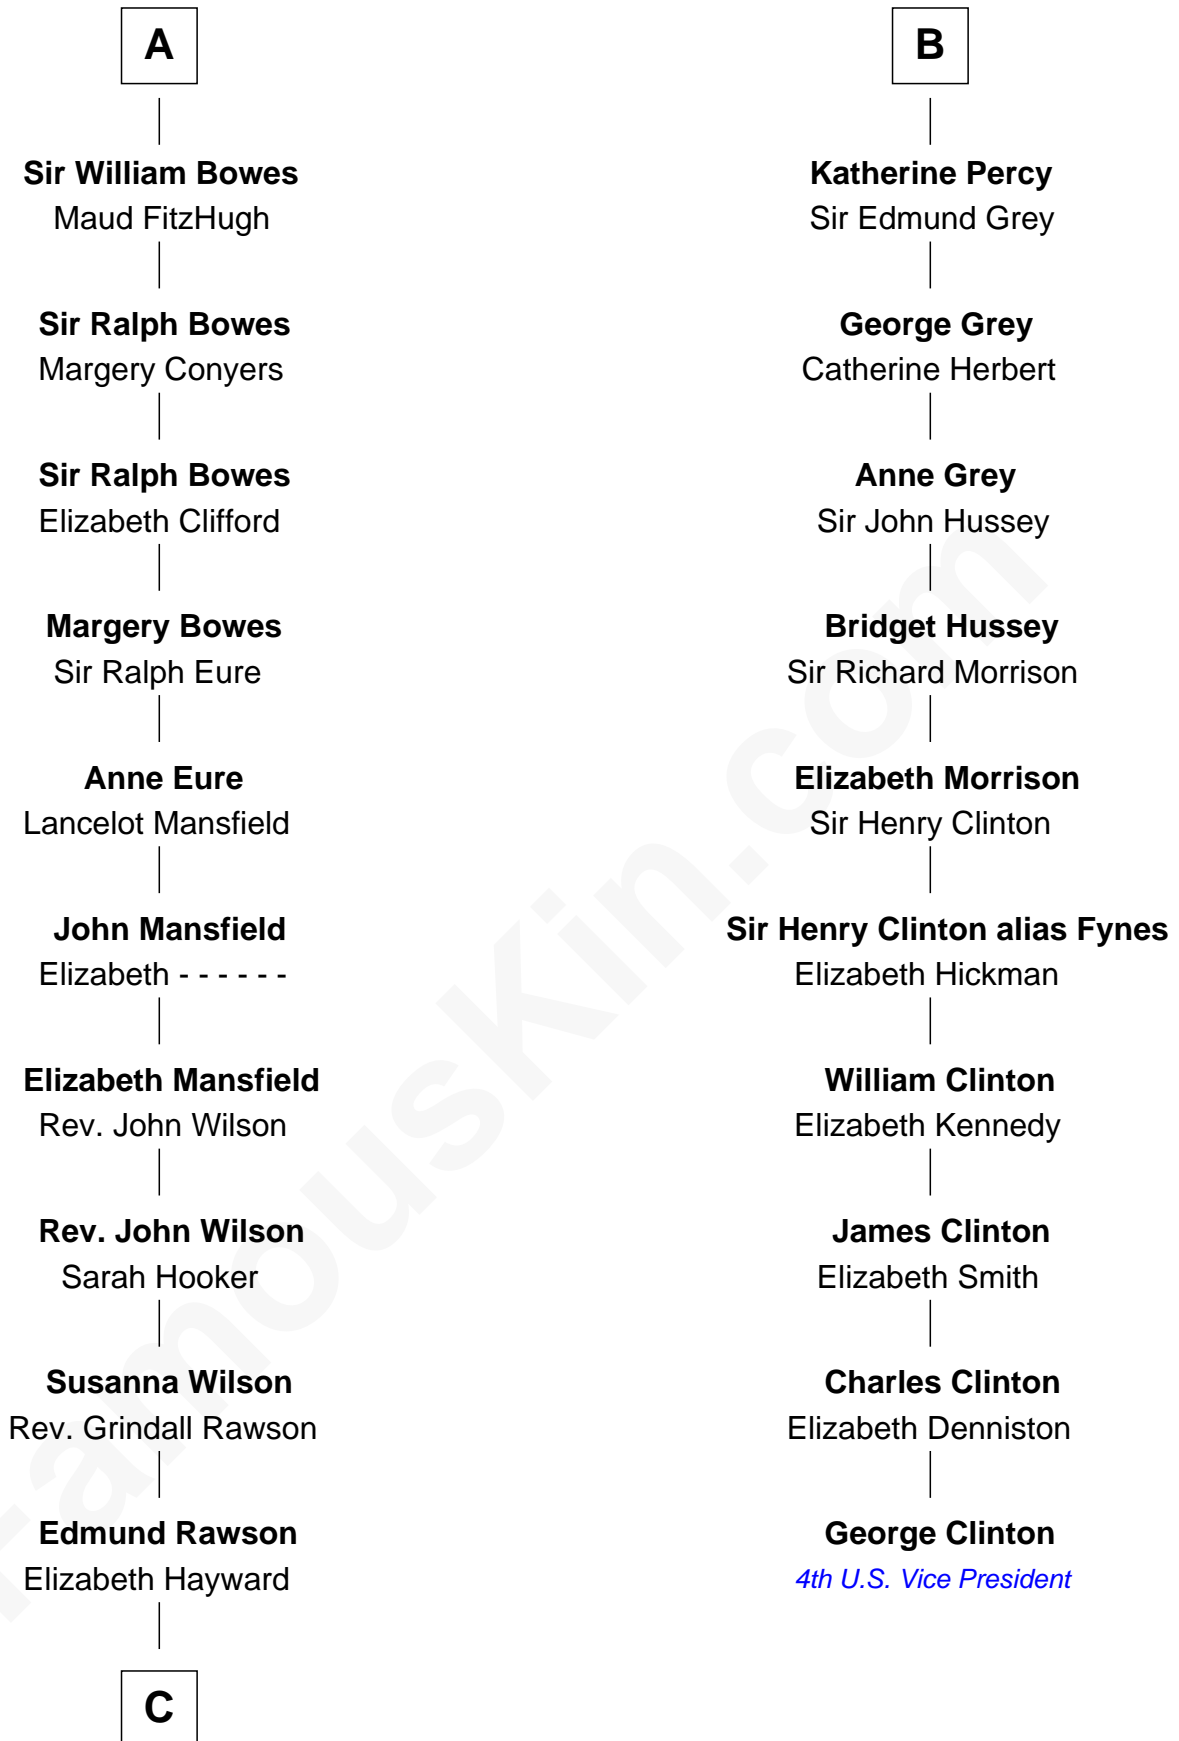 A
Sir William Bowes
Maud FitzHugh
Sir Ralph Bowes
Margery Conyers
Sir Ralph Bowes
Elizabeth Clifford
Margery Bowes
Sir Ralph Eure
Anne Eure
Lancelot Mansfield
John Mansfield
Elizabeth - - - - - -
Elizabeth Mansfield
Rev. John Wilson
Rev. John Wilson
Sarah Hooker
Susanna Wilson
Rev. Grindall Rawson
Edmund Rawson
Elizabeth Hayward
C
B
Katherine Percy
Sir Edmund Grey
George Grey
Catherine Herbert
Anne Grey
Sir John Hussey
Bridget Hussey
Sir Richard Morrison
Elizabeth Morrison
Sir Henry Clinton
Sir Henry Clinton alias Fynes
Elizabeth Hickman
William Clinton
Elizabeth Kennedy
James Clinton
Elizabeth Smith
Charles Clinton
Elizabeth Denniston
George Clinton
4th U.S. Vice President
FamousKin.com